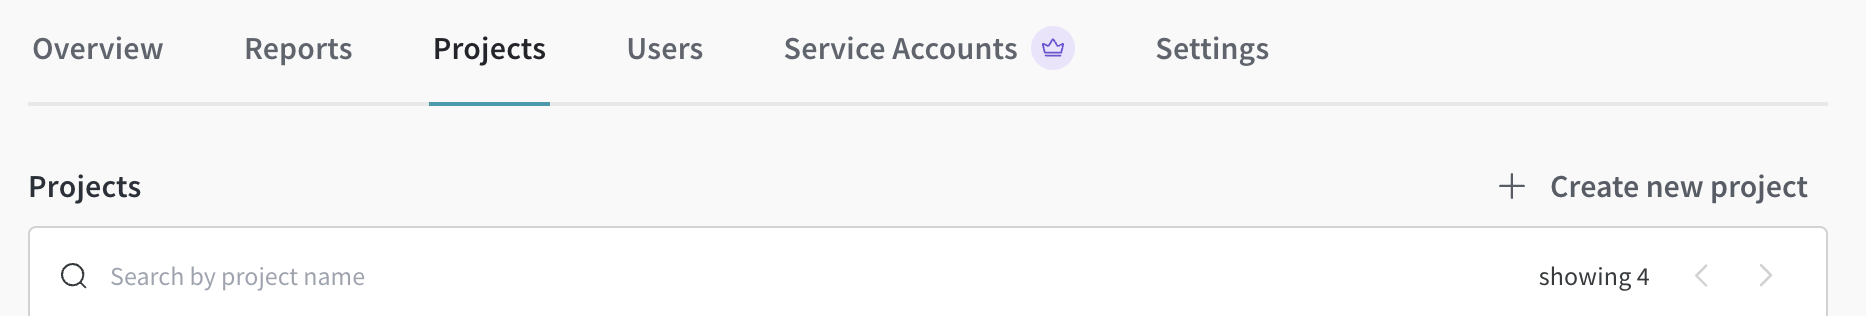 Overview Reports Projects Users Service Accounts Settings
Projects Create new project
Search by project name showing 4